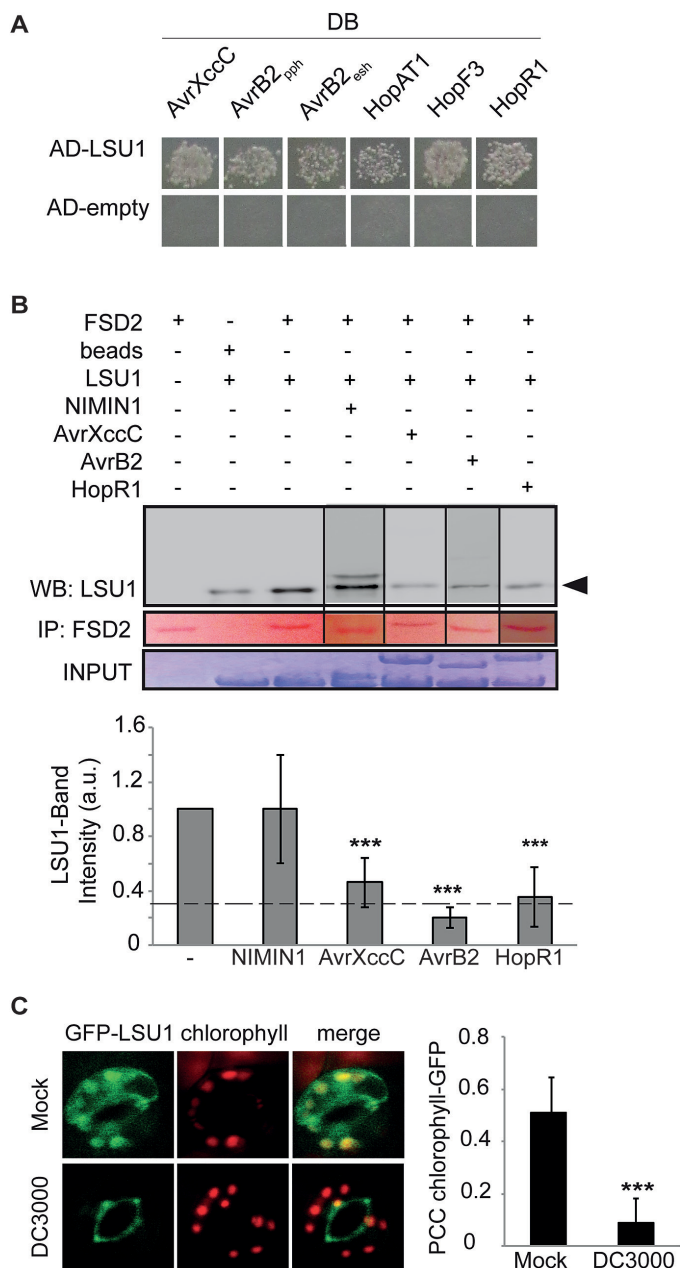 A
DB
AvrXccC AvrB2pph AvrB2esh HopAT1 HopF3 HopR1
AD-LSU1
AD-empty
B
FSD2 + - + + + + +
beads - + - - - - -
LSU1 - + + + + + +
NIMIN1 - - - + - - -
AvrXccC - - - - + - -
AvrB2 - - - - - + -
HopR1 - - - - - - +
WB: LSU1
IP: FSD2
INPUT
LSU1-Band
Intensity (a.u.)
1.6
1.2
0.8
0.4
0
*** *** ***
- NIMIN1 AvrXccC AvrB2 HopR1
C
GFP-LSU1 chlorophyll merge
Mock
DC3000
PCC chlorophyll-GFP
0.8
0.6
0.4
0.2
0
***
Mock DC3000